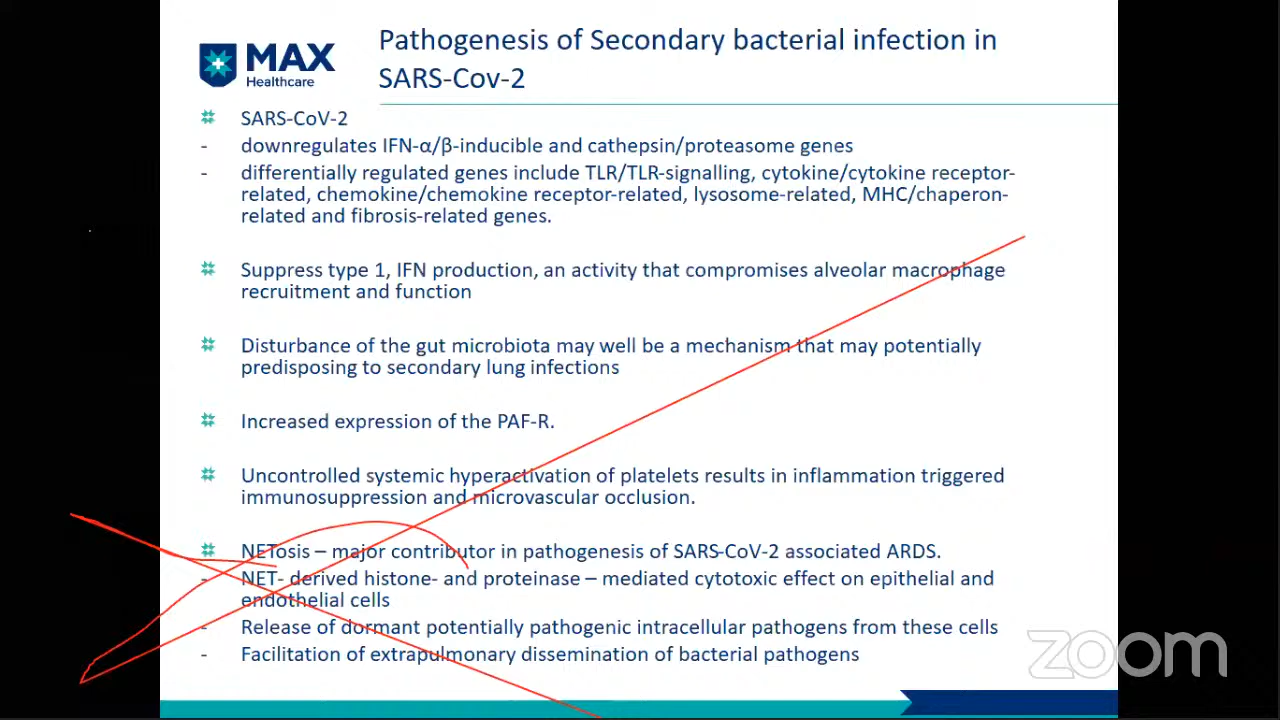 MAX
Healthcare
Pathogenesis of Secondary bacterial infection in
SARS-Cov-2
SARS-CoV-2
- downregulates IFN-α/β-inducible and cathepsin/proteasome genes
- differentially regulated genes include TLR/TLR-signalling, cytokine/cytokine receptor-
related, chemokine/chemokine receptor-related, lysosome-related, MHC/chaperon-
related and fibrosis-related genes.
Suppress type 1, IFN production, an activity that compromises alveolar macrophage
recruitment and function
Disturbance of the gut microbiota may well be a mechanism that may potentially
predisposing to secondary lung infections
Increased expression of the PAF-R.
Uncontrolled systemic hyperactivation of platelets results in inflammation triggered
immunosuppression and microvascular occlusion.
NETosis – major contributor in pathogenesis of SARS-CoV-2 associated ARDS.
- NET- derived histone- and proteinase – mediated cytotoxic effect on epithelial and
endothelial cells
- Release of dormant potentially pathogenic intracellular pathogens from these cells
- Facilitation of extrapulmonary dissemination of bacterial pathogens
zoom